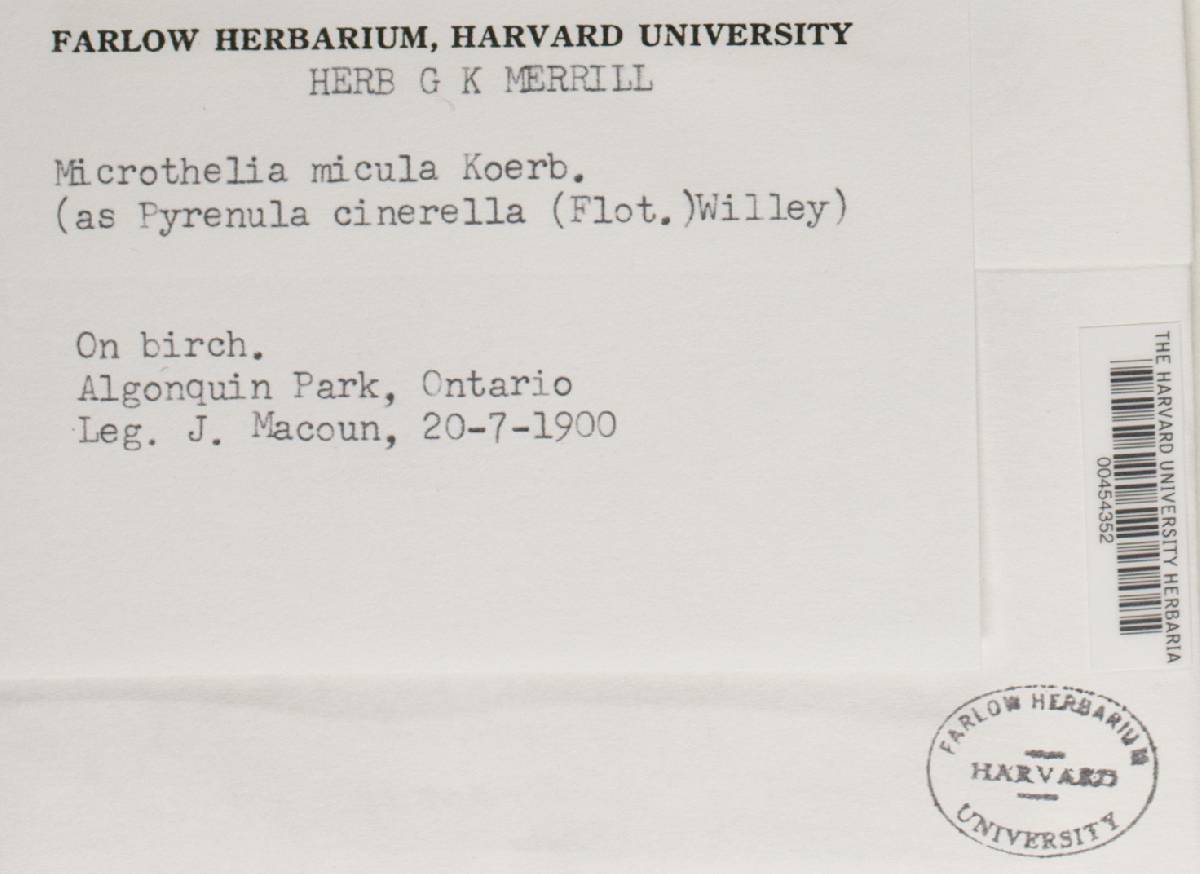 FARLOW HERBARIUM, HARVARD UNIVERSITY
HERB G K MERRILL
Microthelia micula Koerb.
(as Pyrenula cinerella (Flot.)Willey)
On birch.
Algonquin Park, Ontario
Leg. J. Macoun, 20-7-1900
THE HARVARD UNIVERSITY HERBARIA
00454352
FARLOW HERBARIUM
HARVARD
UNIVERSITY